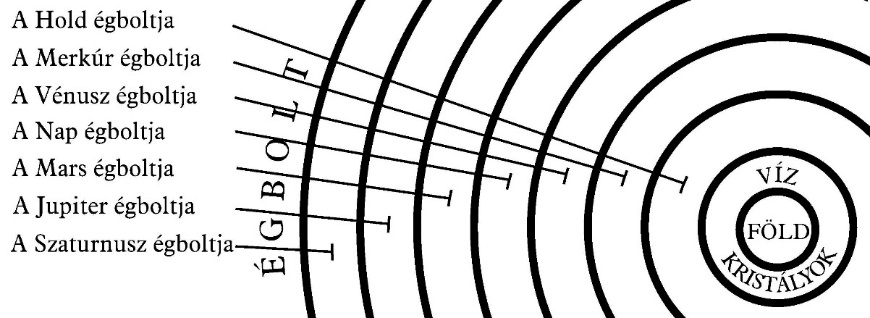 A Hold égboltja
A Merkúr égboltja
A Vénusz égboltja
A Nap égboltja
A Mars égboltja
A Jupiter égboltja
A Szaturnusz égboltja
ÉGBOLT
VÍZ
FÖLD
KRISTÁLYOK